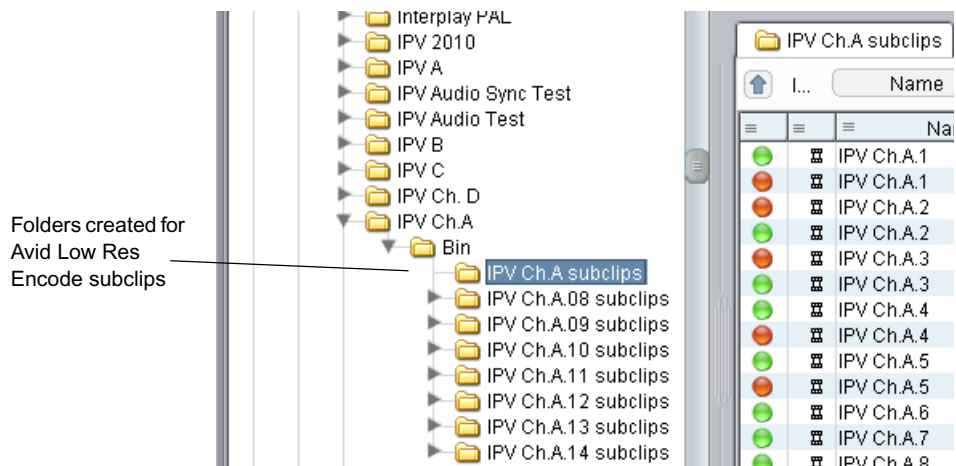 Folders created for
Avid Low Res
Encode subclips
Interplay PAL
IPV 2010
IPV A
IPV Audio Sync Test
IPV Audio Test
IPV B
IPV C
IPV Ch. D
IPV Ch.A
Bin
IPV Ch.A subclips
IPV Ch.A.08 subclips
IPV Ch.A.09 subclips
IPV Ch.A.10 subclips
IPV Ch.A.11 subclips
IPV Ch.A.12 subclips
IPV Ch.A.13 subclips
IPV Ch.A.14 subclips
IPV Ch.A subclips
I... Name
Na
IPV Ch.A.1
IPV Ch.A.1
IPV Ch.A.2
IPV Ch.A.2
IPV Ch.A.3
IPV Ch.A.3
IPV Ch.A.4
IPV Ch.A.4
IPV Ch.A.5
IPV Ch.A.5
IPV Ch.A.6
IPV Ch.A.7
IPV Ch.A.8